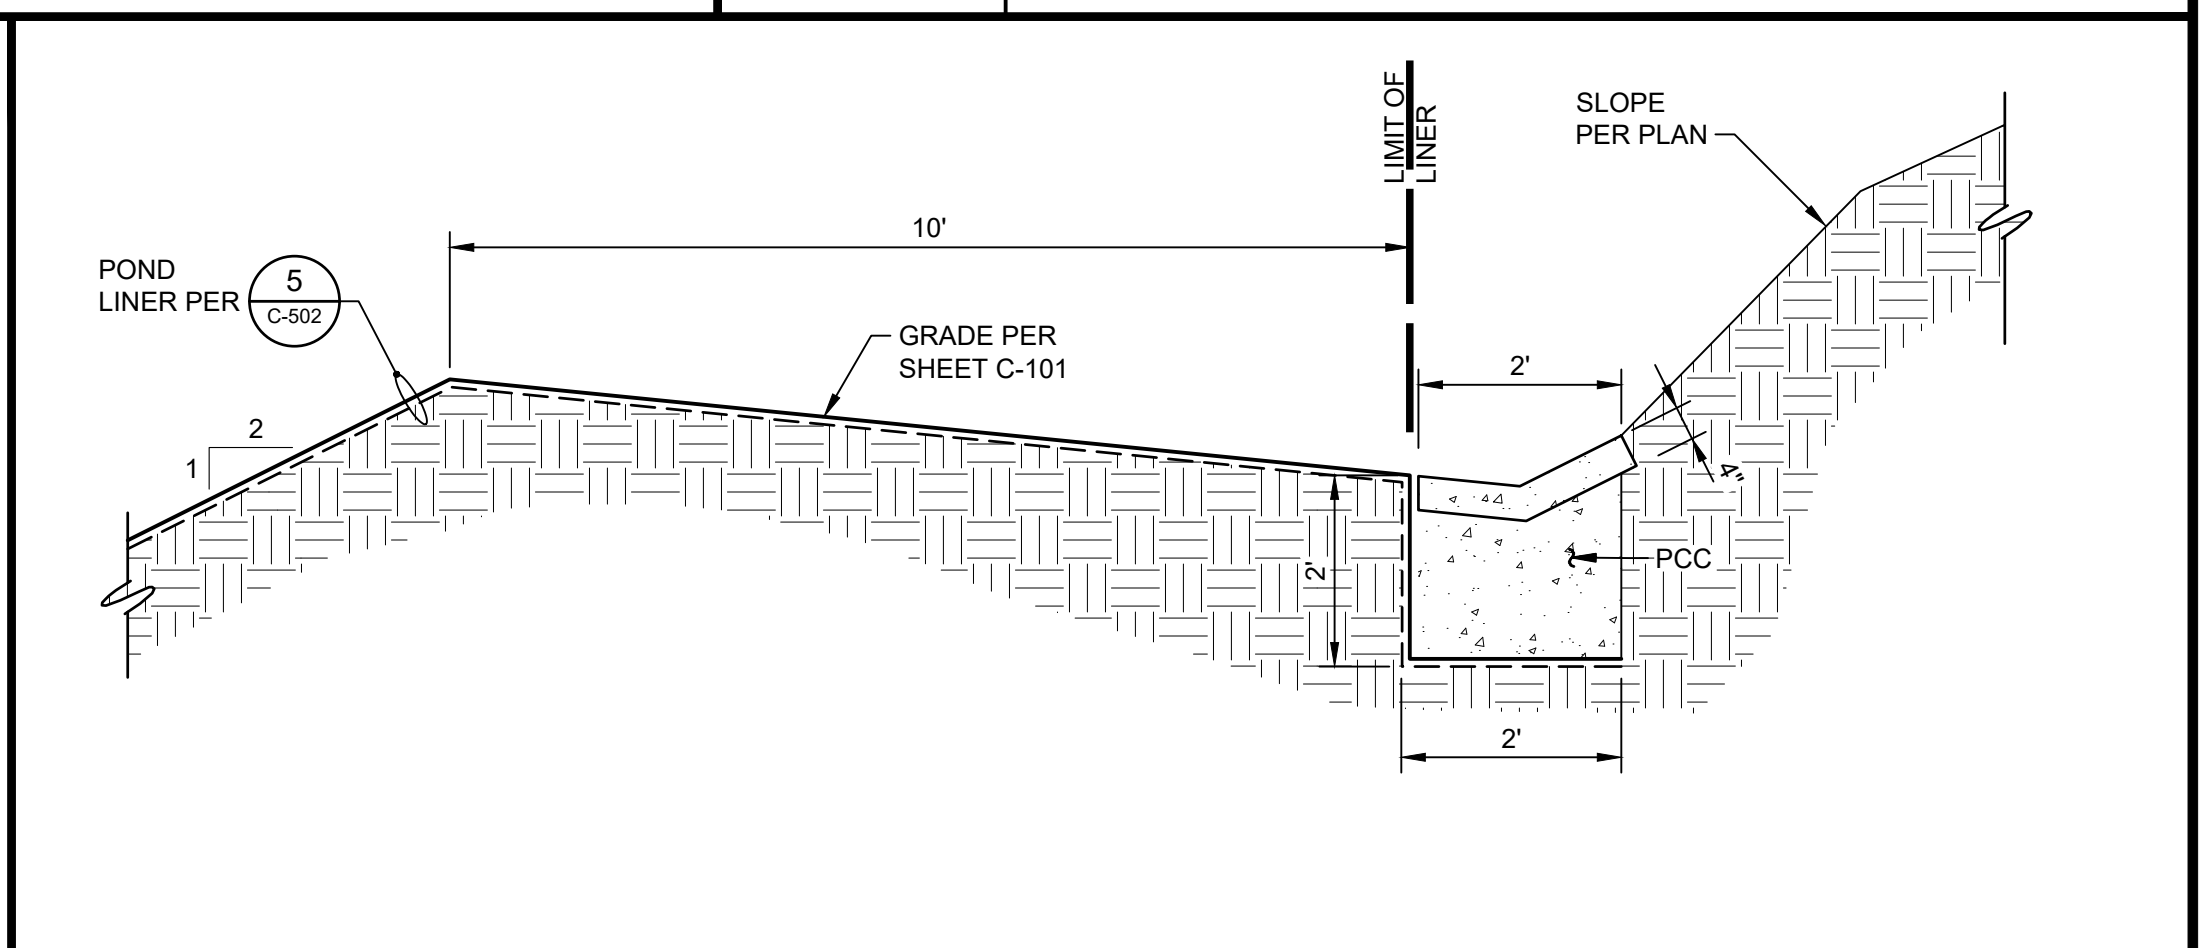 LIMIT OF
LINER
SLOPE
PER PLAN
10'
POND
LINER PER
5
C-502
GRADE PER
SHEET C-101
2'
2
1
4"
2'
PCC
2'